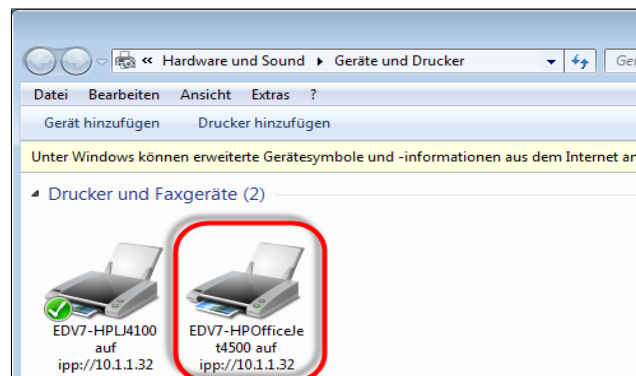 « Hardware und Sound ▸ Geräte und Drucker
Datei Bearbeiten Ansicht Extras ?
Gerät hinzufügen Drucker hinzufügen
Unter Windows können erweiterte Gerätesymbole und -informationen aus dem Internet
Drucker und Faxgeräte (2)
EDV7-HPLJ4100
auf
ipp://10.1.1.32
EDV7-HPOfficeJe
t4500 auf
ipp://10.1.1.32